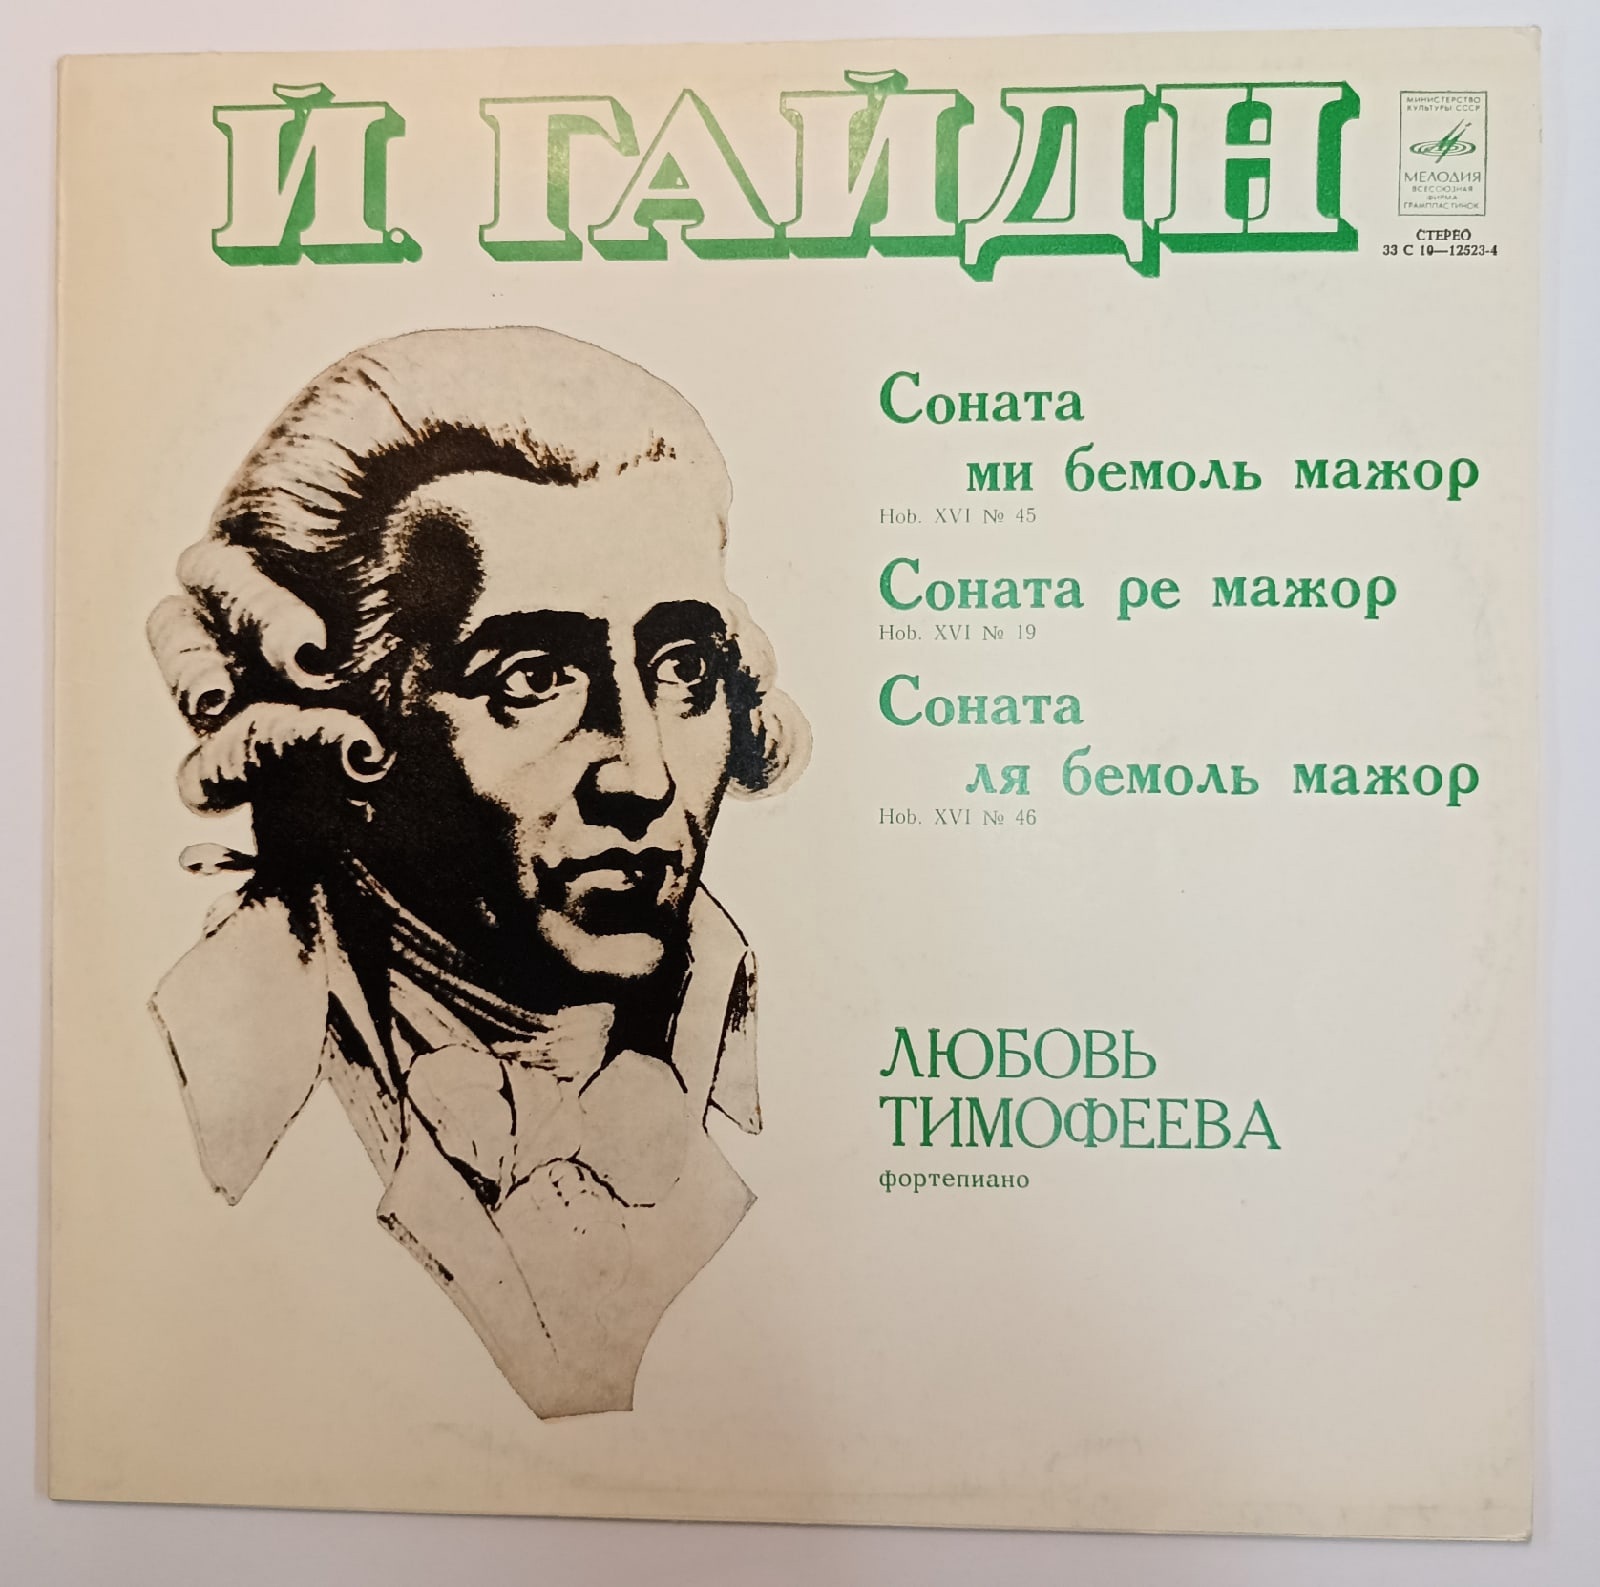 Й. ГАЙДН
МИНИСТЕРСТВО
КУЛЬТУРЫ СССР
МЕЛОДИЯ
ВСЕСОЮЗНАЯ
ФИРМА
ГРАМПЛАСТИНОК
СТЕРЕО
33 С 10—12523-4
Соната
ми бемоль мажор
Hob. XVI № 45
Соната ре мажор
Hob. XVI № 19
Соната
ля бемоль мажор
Hob. XVI № 46
ЛЮБОВЬ
ТИМОФЕЕВА
фортепиано